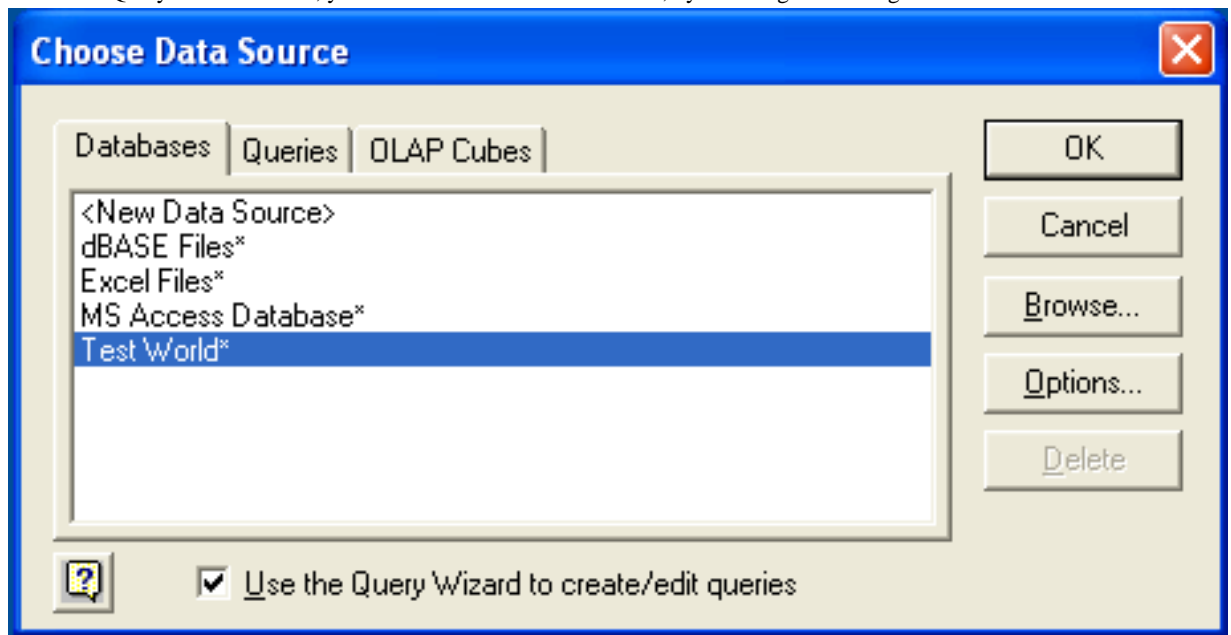 Choose Data Source
Databases
Queries
OLAP Cubes
<New Data Source>
dBASE Files*
Excel Files*
MS Access Database*
Test World*
OK
Cancel
Browse...
Options...
Delete
Use the Query Wizard to create/edit queries